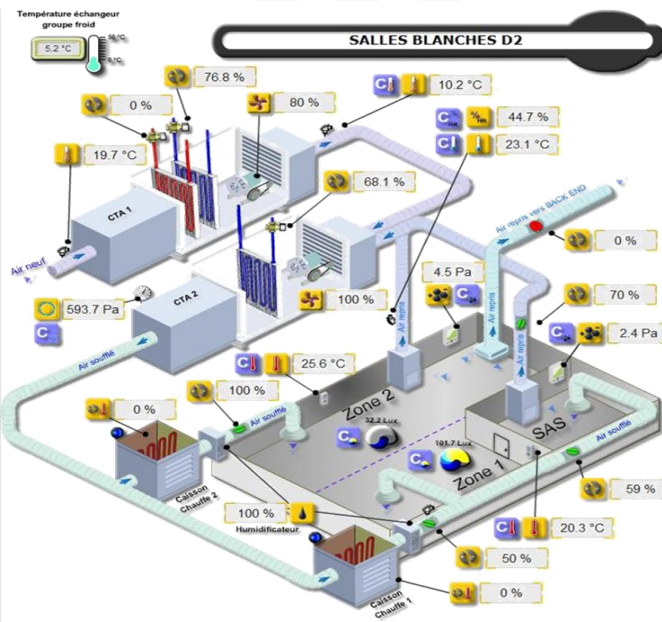 Température échangeur
groupe froid
50 °C
5.2 °C
0 °C
SALLES BLANCHES D2
76.8 %
0 %
80 %
10.2 °C
44.7 %
%
HR
C
HR
23.1 °C
19.7 °C
68.1 %
CTA 1
Air neuf
Air repris vers BACK END
0 %
4.5 Pa
593.7 Pa
CTA 2
100 %
70 %
Air repris
Air repris
Air repris
2.4 Pa
Air soufflé
25.6 °C
100 %
Zone 2
0 %
Air soufflé
32.2 Lux
SAS
Air soufflé
101.7 Lux
Zone 1
59 %
Caisson
Chauffe 2
100 %
Humidificateur
20.3 °C
50 %
0 %
Caisson
Chauffe 1